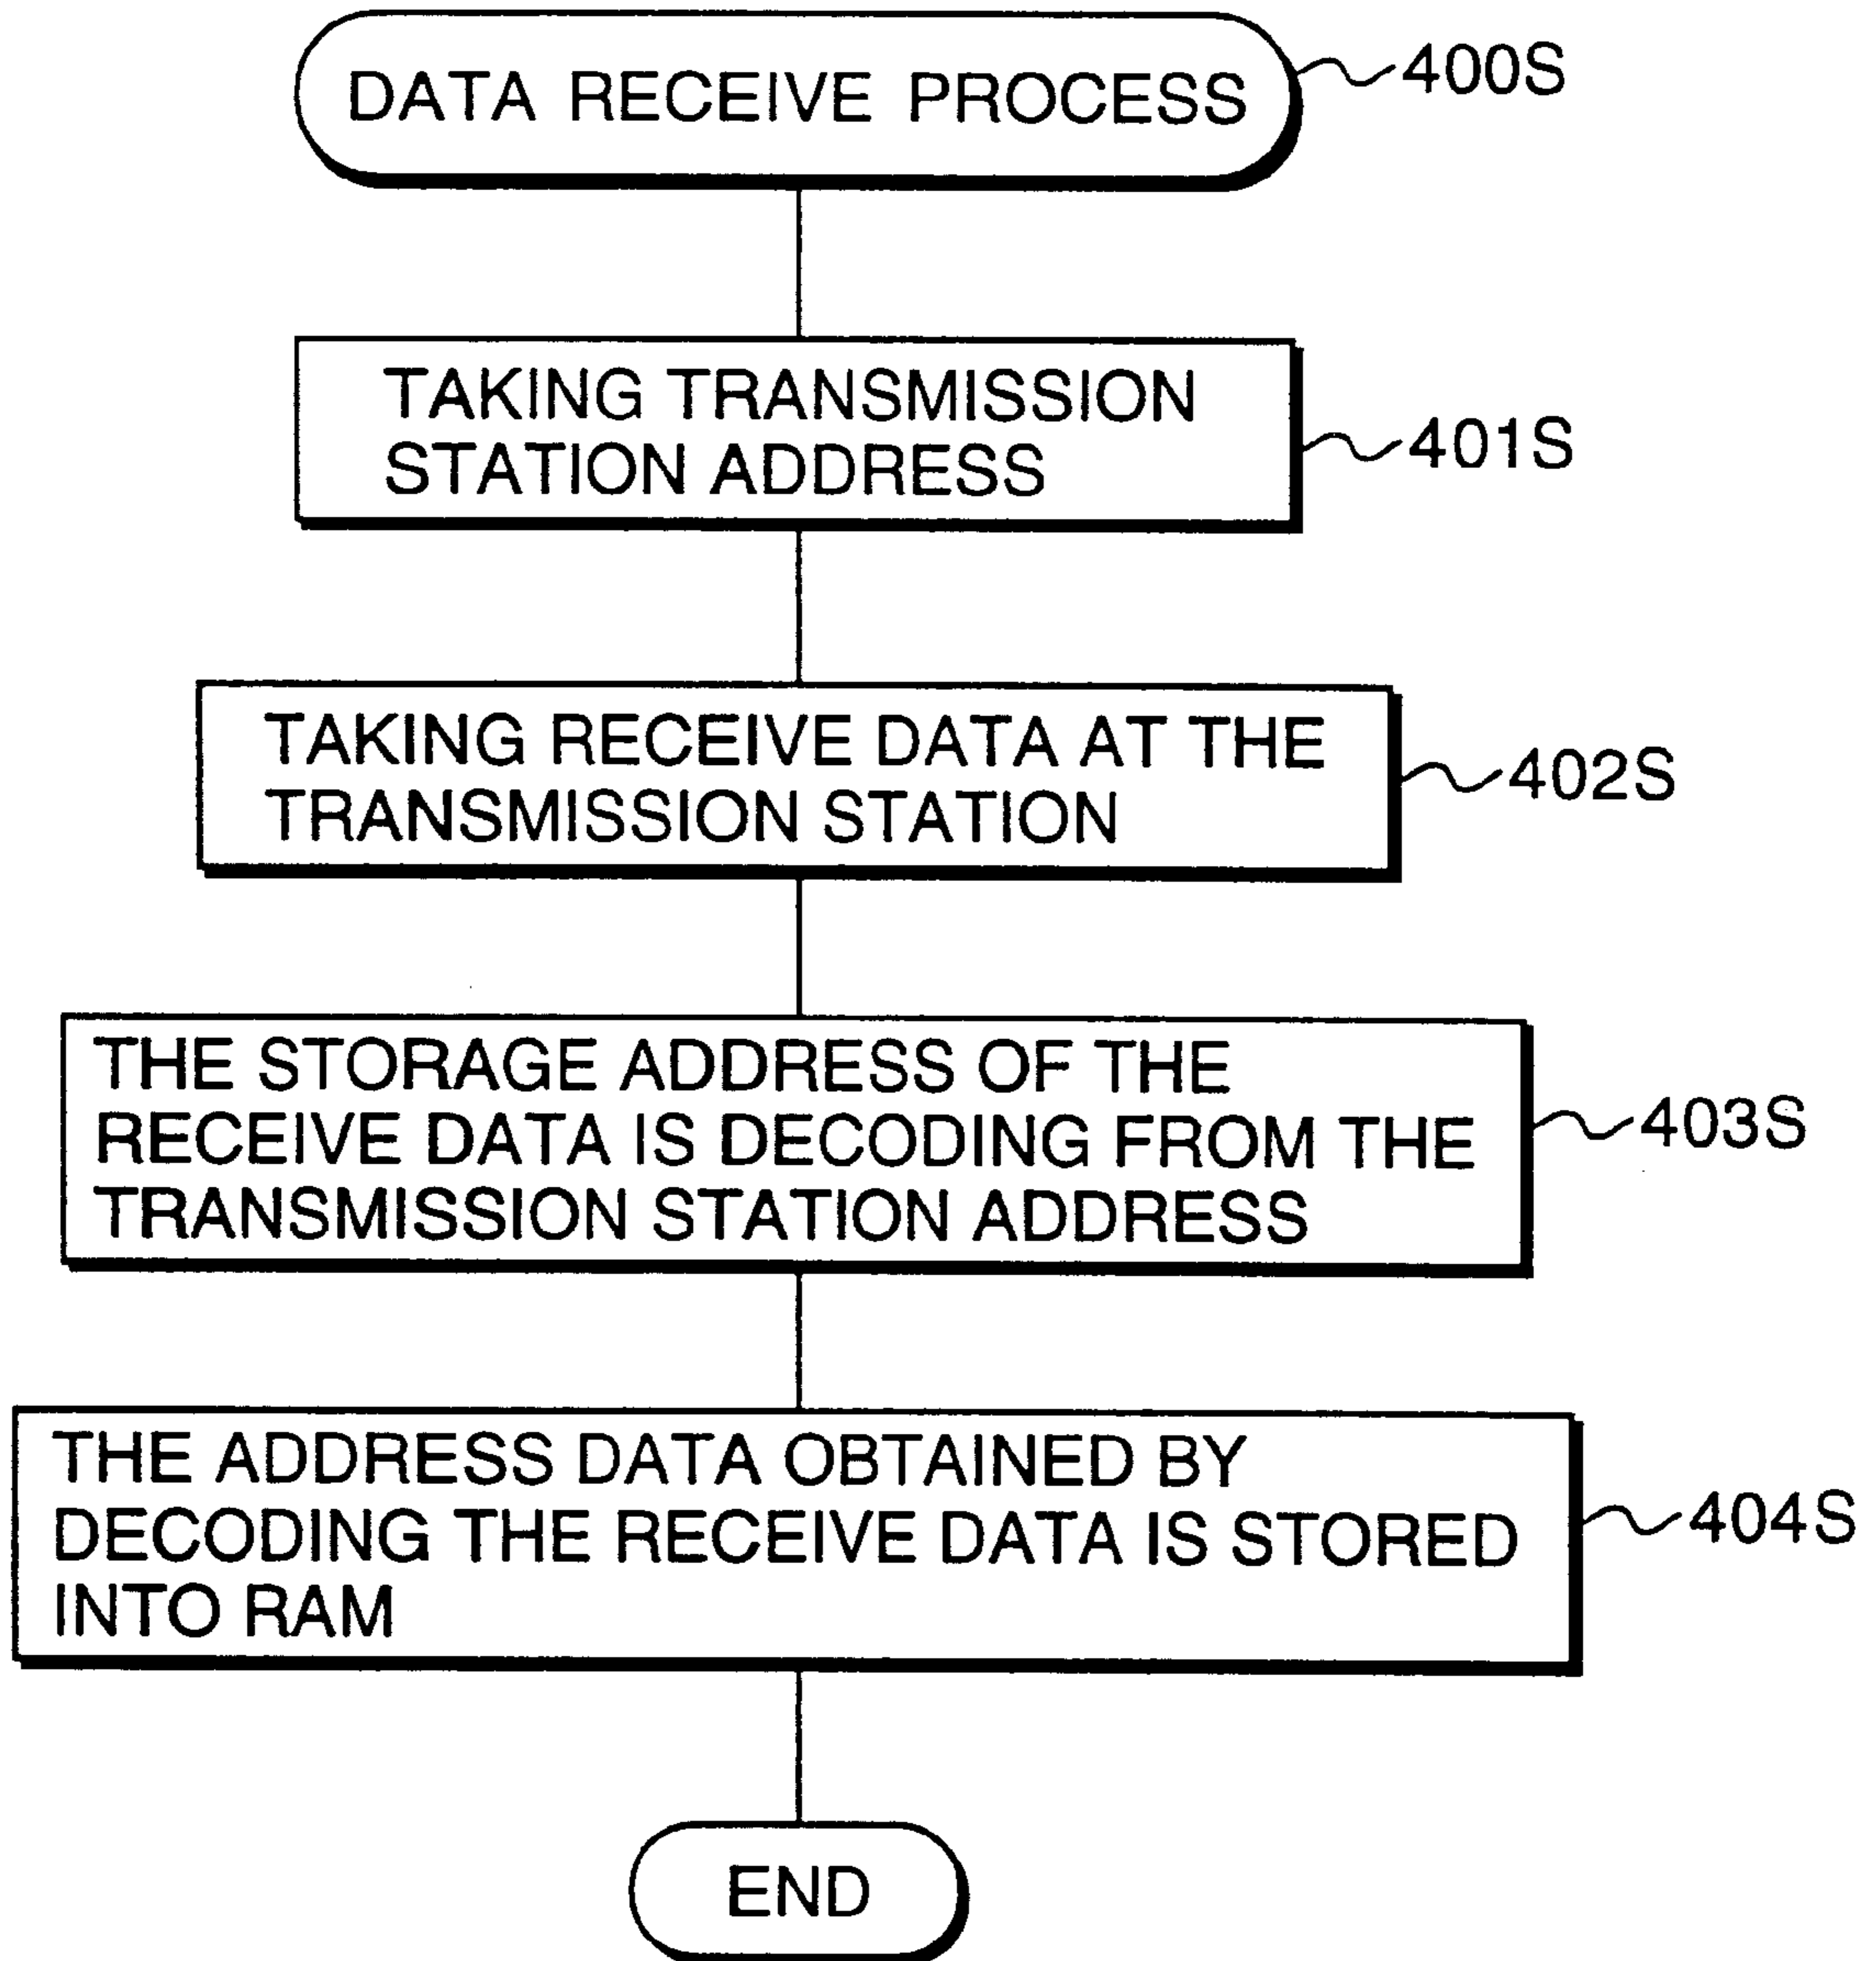 DATA RECEIVE PROCESS
400S
TAKING TRANSMISSION
STATION ADDRESS
401S
TAKING RECEIVE DATA AT THE
TRANSMISSION STATION
402S
THE STORAGE ADDRESS OF THE
RECEIVE DATA IS DECODING FROM THE
TRANSMISSION STATION ADDRESS
403S
THE ADDRESS DATA OBTAINED BY
DECODING THE RECEIVE DATA IS STORED
INTO RAM
404S
END